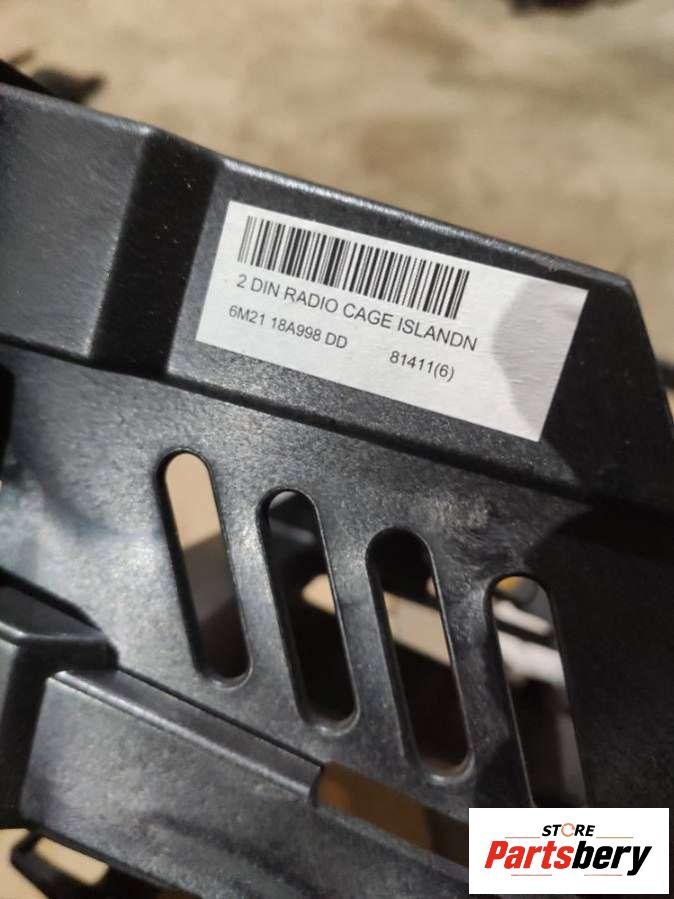 2 DIN RADIO CAGE ISLANDN
6M21 18A998 DD 81411(6)
STORE
Partsbery